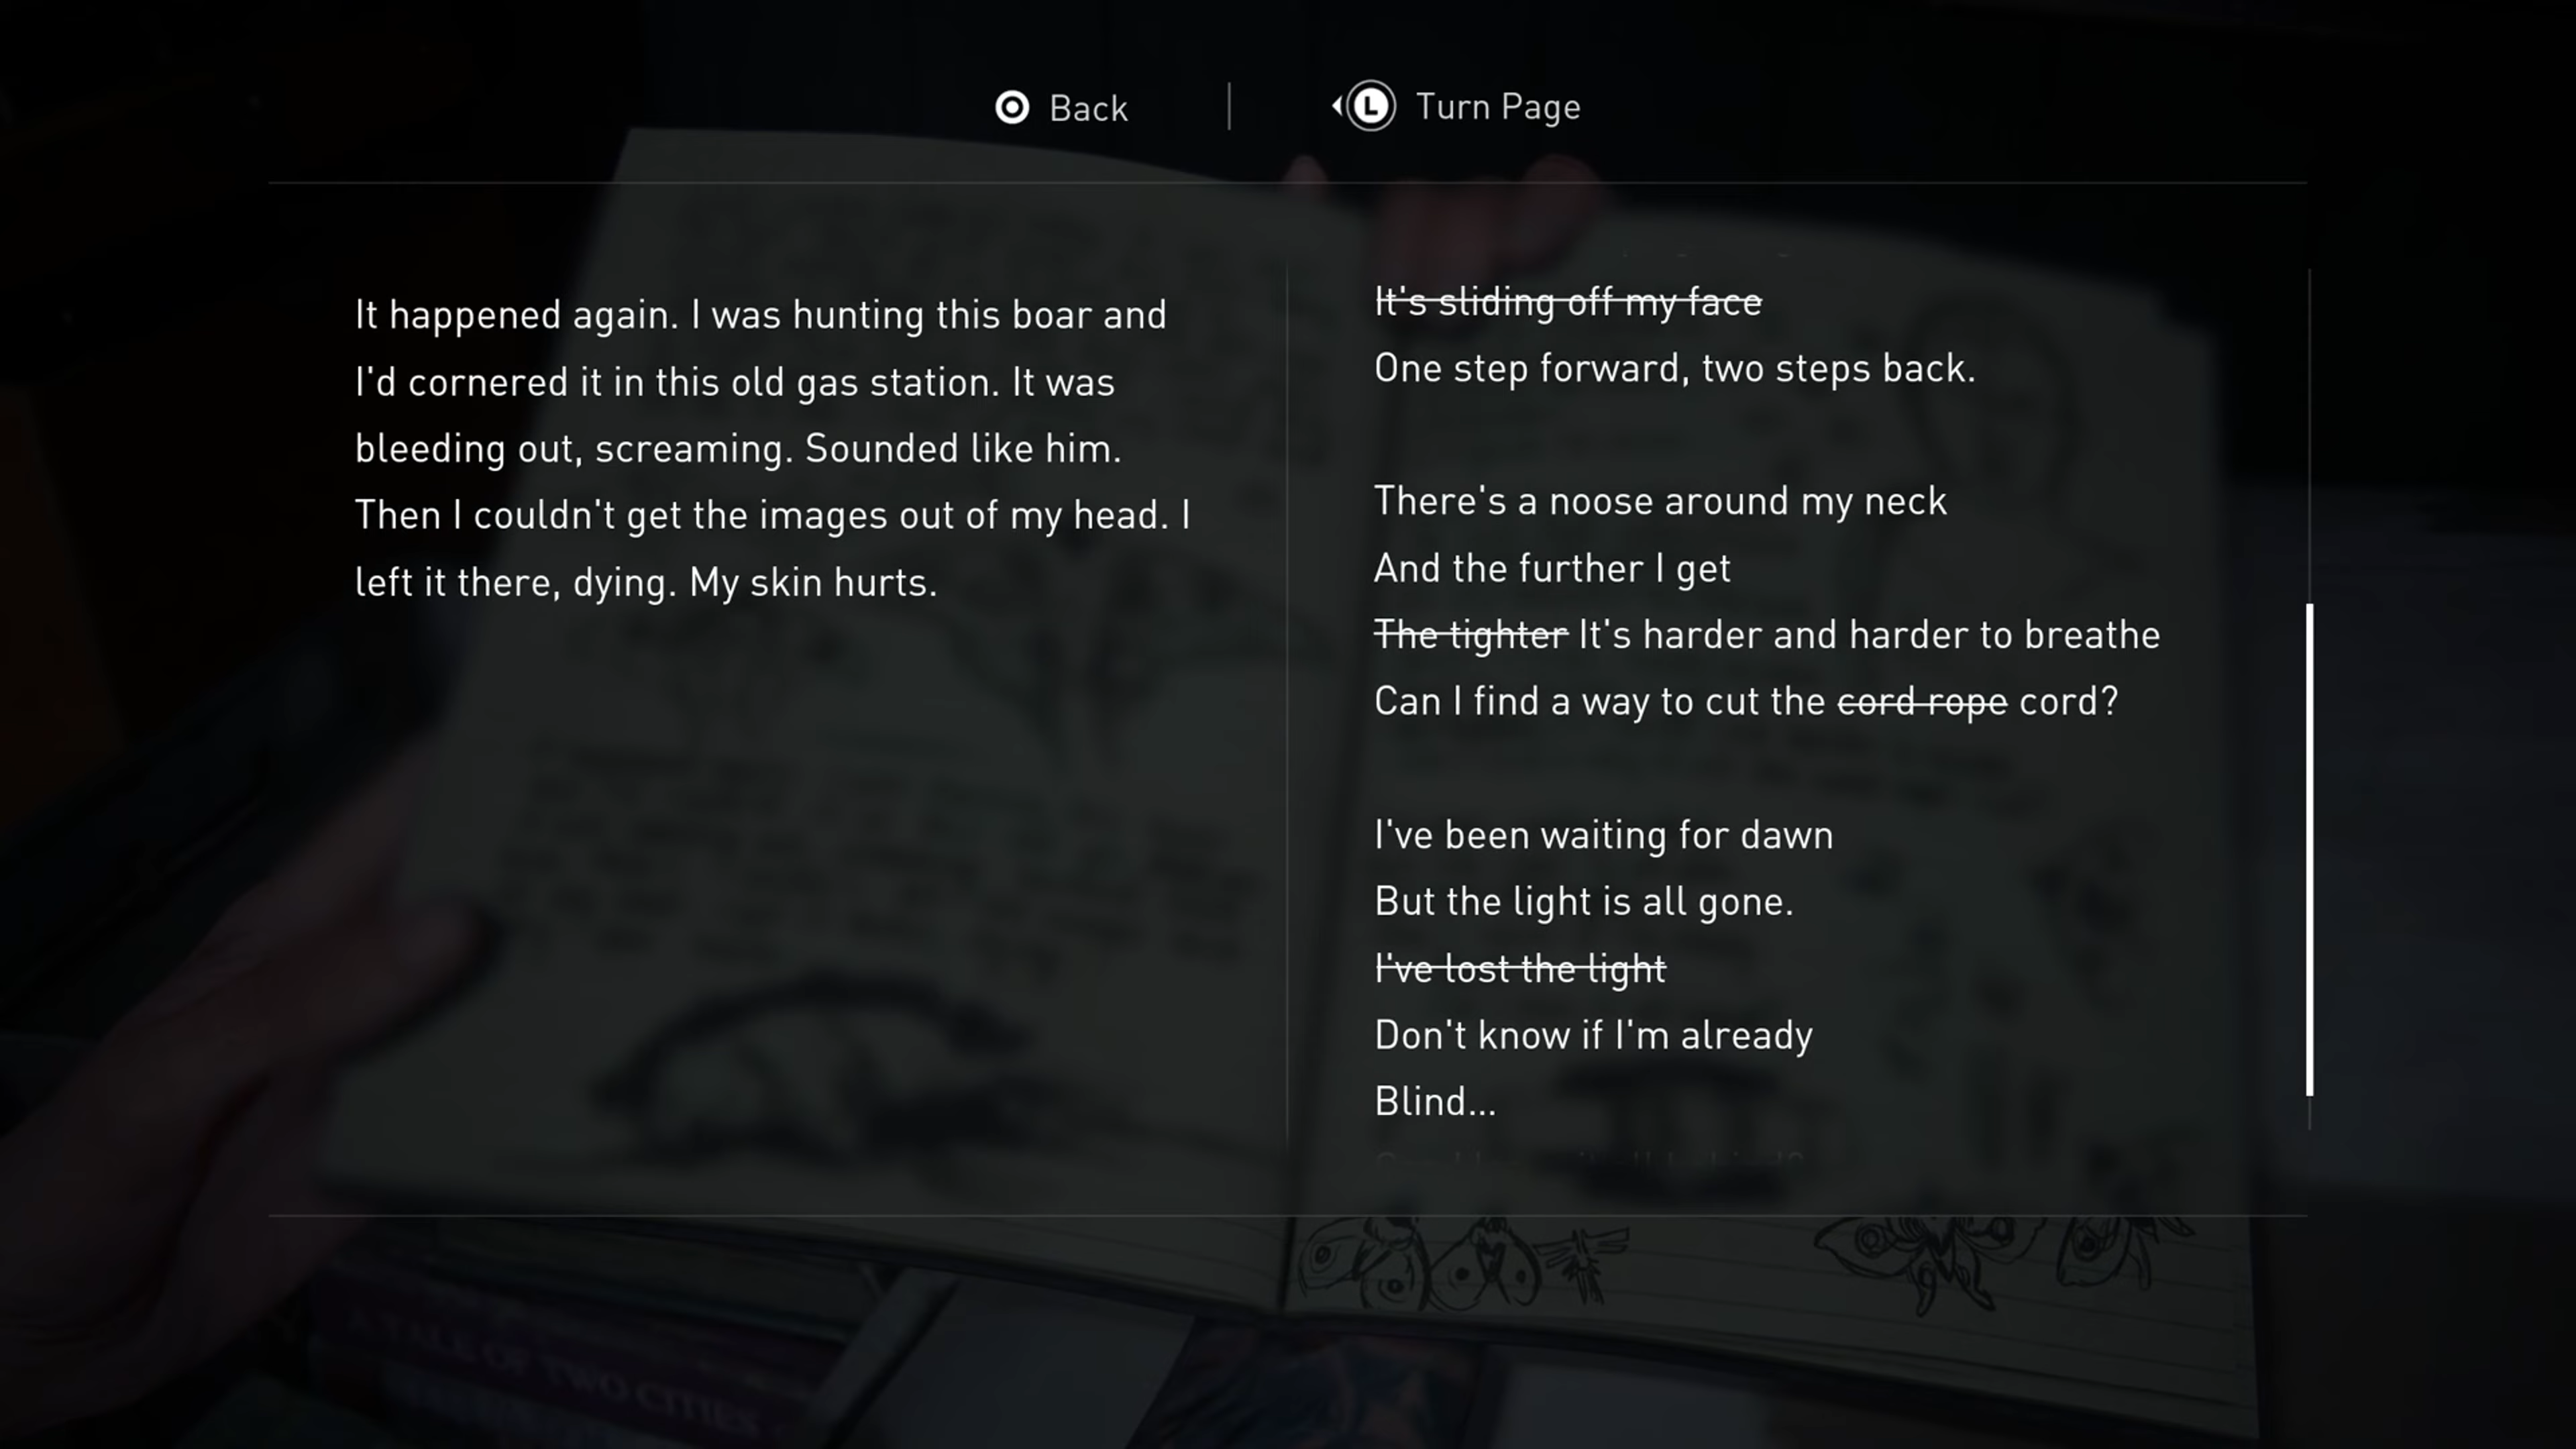 Back
L Turn Page
It happened again. I was hunting this boar and
I'd cornered it in this old gas station. It was
bleeding out, screaming. Sounded like him.
Then I couldn't get the images out of my head. I
left it there, dying. My skin hurts.
It's sliding off my face
One step forward, two steps back.
There's a noose around my neck
And the further I get
The tighter It's harder and harder to breathe
Can I find a way to cut the cord rope cord?
I've been waiting for dawn
But the light is all gone.
I've lost the light
Don't know if I'm already
Blind...
A TALE OF TWO CITIES